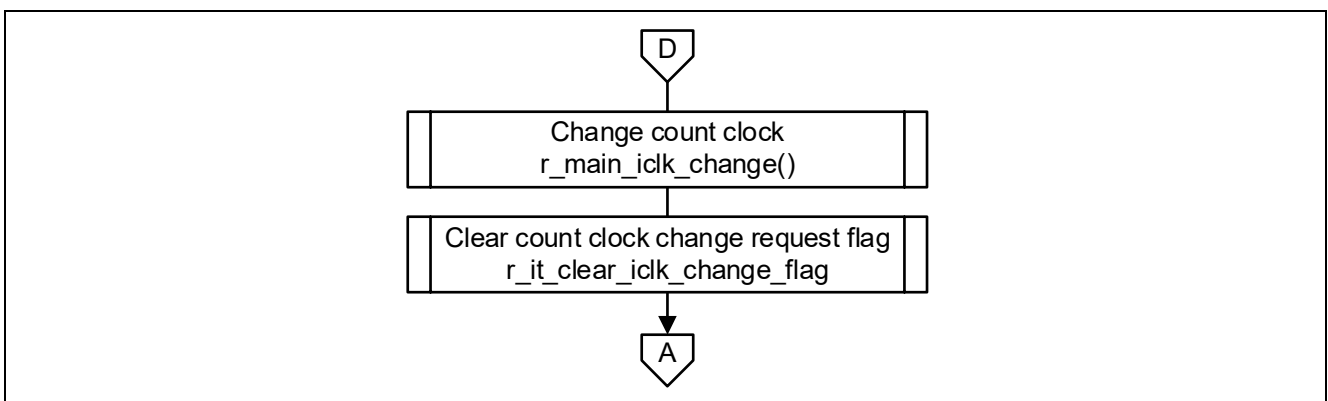 D
Change count clock
r_main_iclk_change()
Clear count clock change request flag
r_it_clear_iclk_change_flag
A